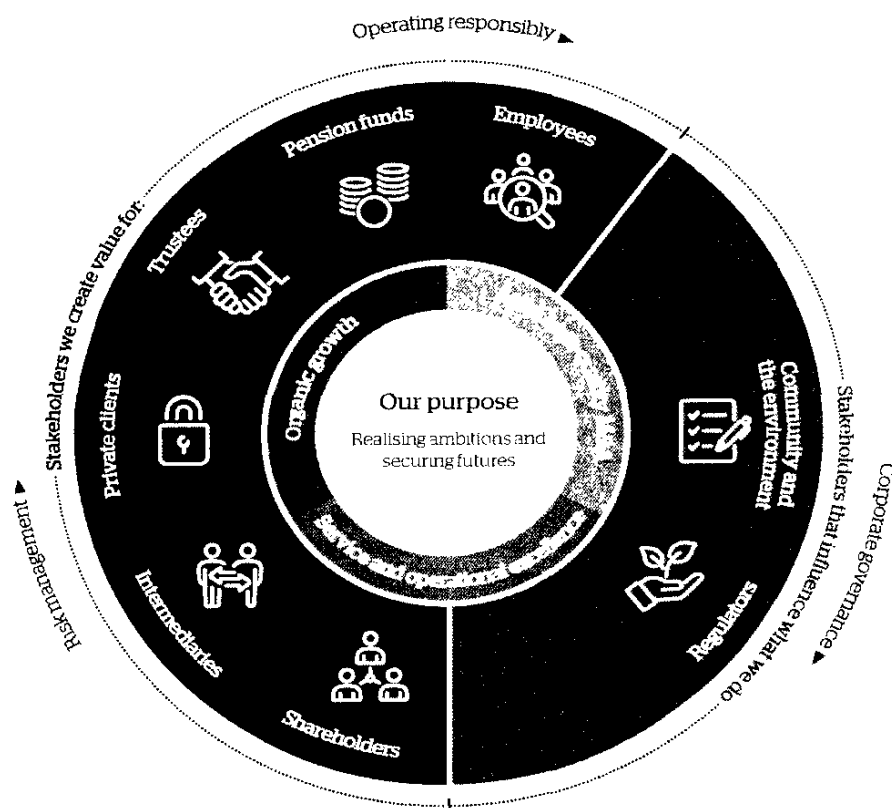 Operating responsibly
Stakeholders we create value for:
Pension funds
Employees
Trustees
Private clients
Intermediaries
Shareholders
Organic growth
Service and operational excellence
Our purpose
Realising ambitions and
securing futures
Community and
the environment
Regulators
Stakeholders that influence what we do
Corporate governance
Risk management